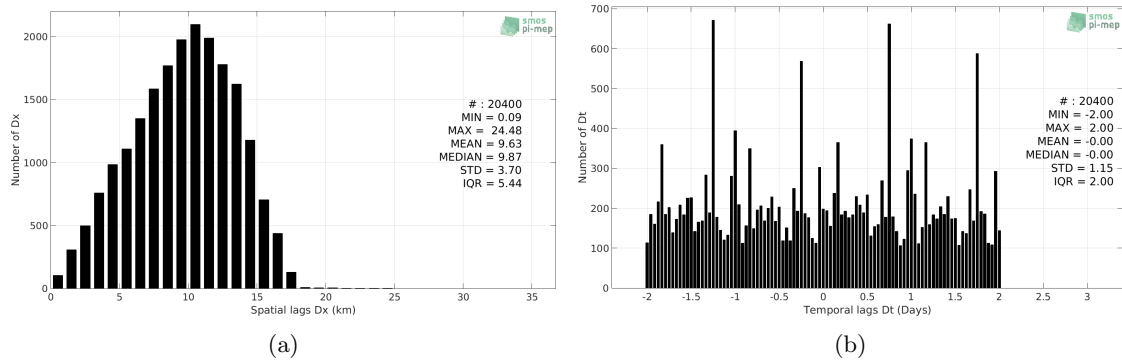 smos
pi-mep
2000
1500
1000
500
0
Number of Dx
# : 20400
MIN = 0.09
MAX = 24.48
MEAN = 9.63
MEDIAN = 9.87
STD = 3.70
IQR = 5.44
0 5 10 15 20 25 30 35
Spatial lags Dx (km)
(a)
smos
pi-mep
700
600
500
400
300
200
100
0
Number of Dt
# : 20400
MIN = -2.00
MAX = 2.00
MEAN = -0.00
MEDIAN = -0.00
STD = 1.15
IQR = 2.00
-2 -1.5 -1 -0.5 0 0.5 1 1.5 2 2.5 3
Temporal lags Dt (Days)
(b)